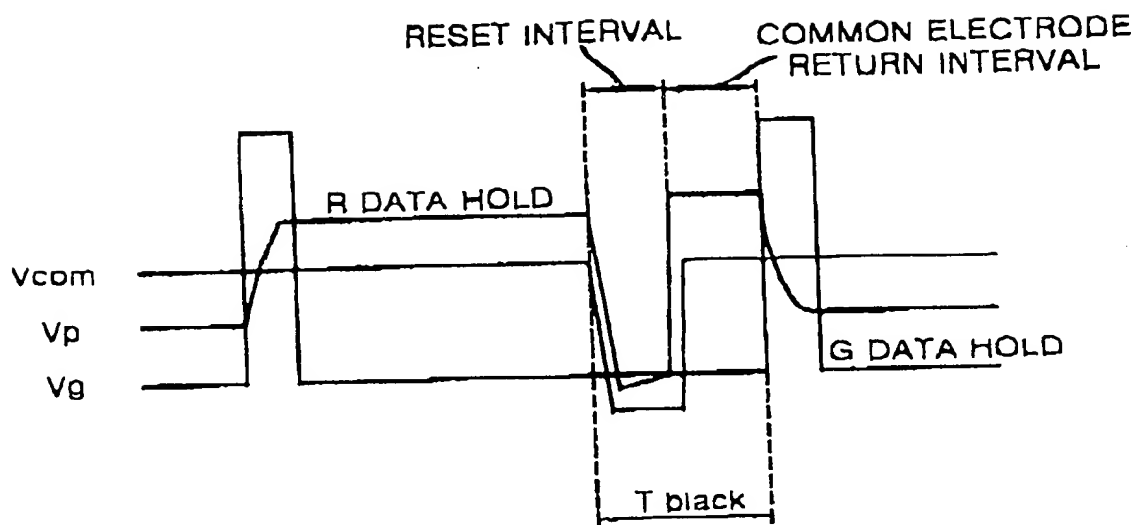 RESET INTERVAL
COMMON ELECTRODE
RETURN INTERVAL
R DATA HOLD
Vcom
Vp
Vg
G DATA HOLD
T black